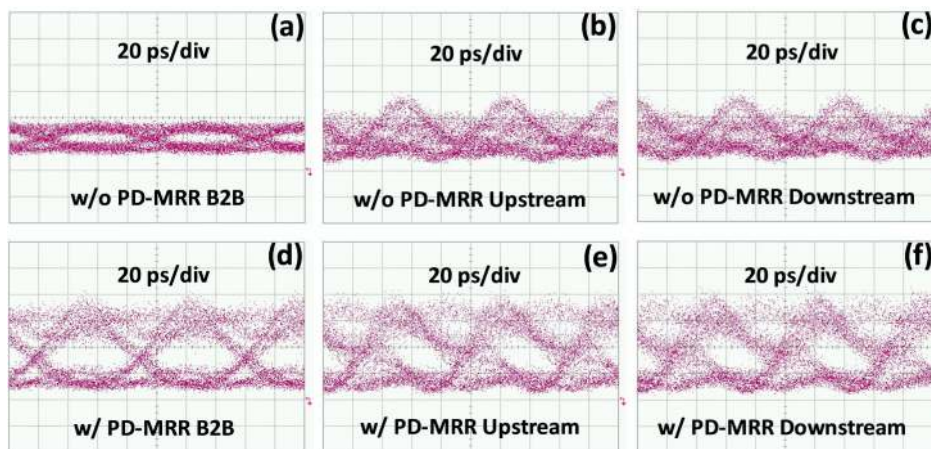 (a)
20 ps/div
w/o PD-MRR B2B
(b)
20 ps/div
w/o PD-MRR Upstream
(c)
20 ps/div
w/o PD-MRR Downstream
(d)
20 ps/div
w/ PD-MRR B2B
(e)
20 ps/div
w/ PD-MRR Upstream
(f)
20 ps/div
w/ PD-MRR Downstream